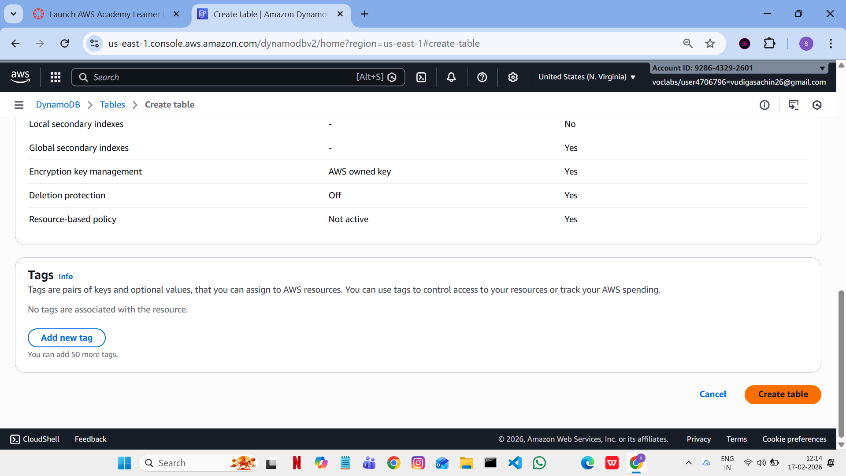 Launch AWS Academy Learner
Create table | Amazon Dynamo
us-east-1.console.aws.amazon.com/dynamodbv2/home?region=us-east-1#create-table
aws
Search
[Alt+S]
United States (N. Virginia)
Account ID: 9286-4329-2601
voclabs/user4706796=vudigasachin26@gmail.com
DynamoDB > Tables > Create table
Local secondary indexes - No
Global secondary indexes - Yes
Encryption key management AWS owned key Yes
Deletion protection Off Yes
Resource-based policy Not active Yes
Tags Info
Tags are pairs of keys and optional values, that you can assign to AWS resources. You can use tags to control access to your resources or track your AWS spending.
No tags are associated with the resource.
Add new tag
You can add 50 more tags.
Cancel Create table
CloudShell Feedback © 2026, Amazon Web Services, Inc. or its affiliates. Privacy Terms Cookie preferences
Search
ENG
IN
12:14
17-02-2026